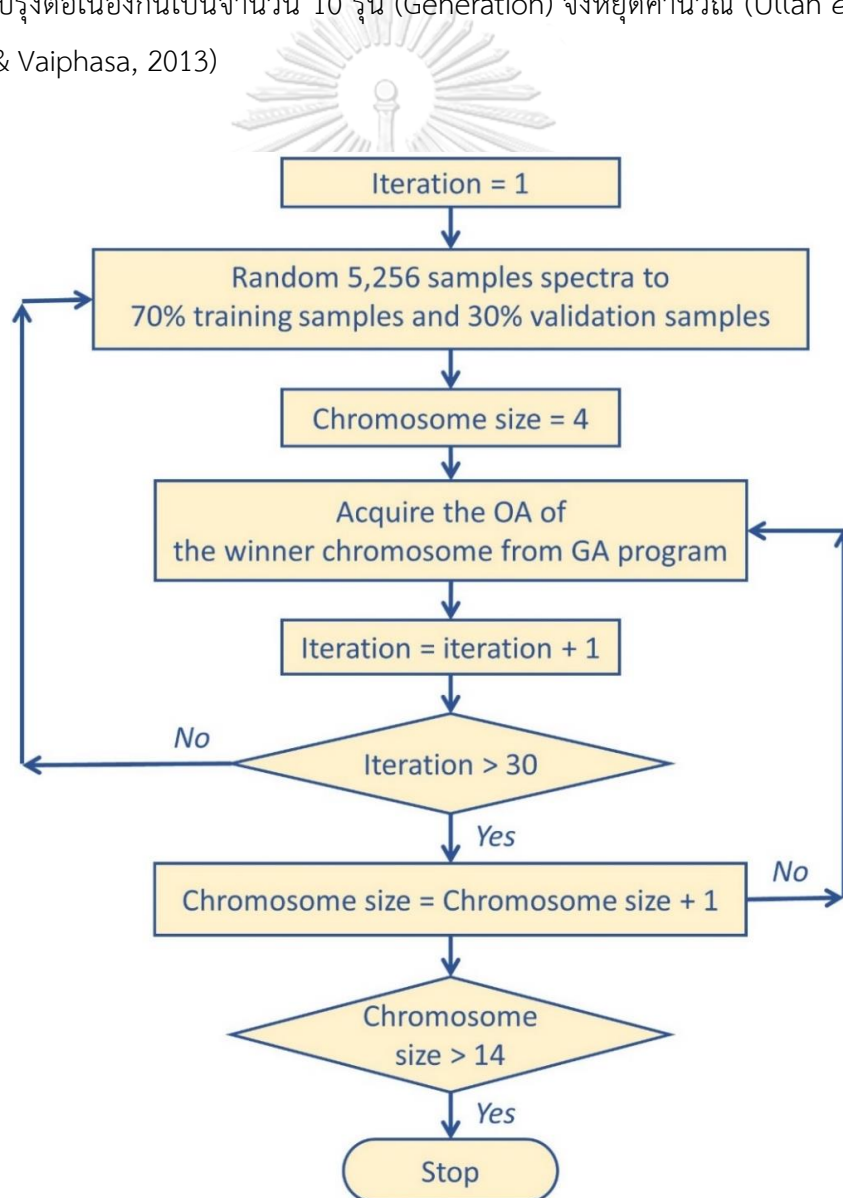 ปรุงต่อเนื่องกันเป็นจำนวน 10 รุ่น (Generation) จึงหยุดคำนวณ (Ullah
& Vaiphasa, 2013)
Iteration = 1
Random 5,256 samples spectra to
70% training samples and 30% validation samples
Chromosome size = 4
Acquire the OA of
the winner chromosome from GA program
Iteration = iteration + 1
No
Iteration > 30
Yes
Chromosome size = Chromosome size + 1
No
Chromosome
size > 14
Yes
Stop